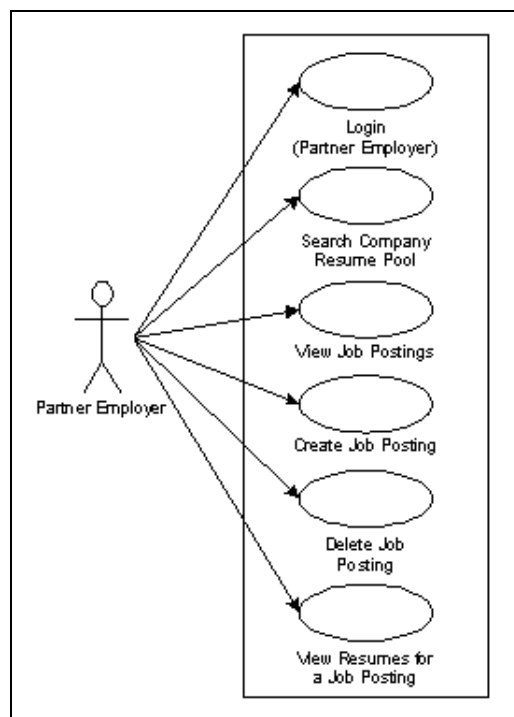 Login
(Partner Employer)
Search Company
Resume Pool
View Job Postings
Partner Employer
Create Job Posting
Delete Job
Posting
View Resumes for
a Job Posting